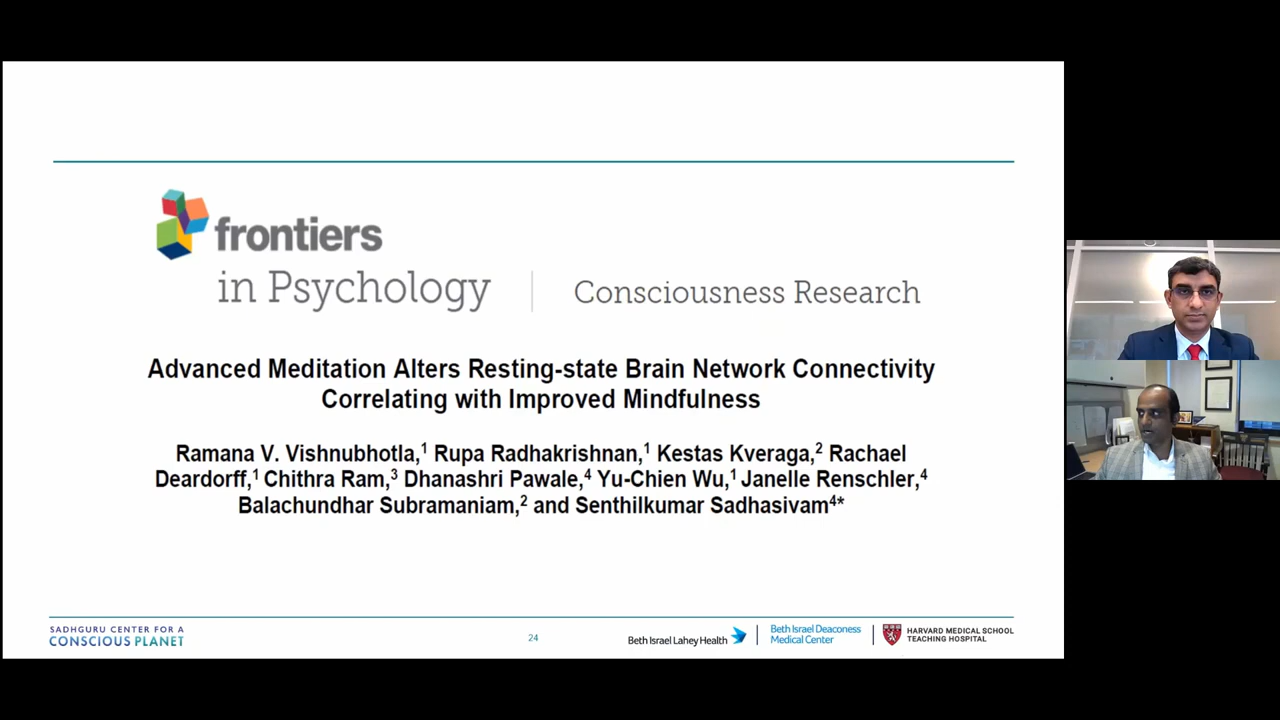 frontiers
in Psychology | Consciousness Research
Advanced Meditation Alters Resting-state Brain Network Connectivity
Correlating with Improved Mindfulness
Ramana V. Vishnubhotla,¹ Rupa Radhakrishnan,¹ Kestas Kveraga,² Rachael
Deardorff,¹ Chithra Ram,³ Dhanashri Pawale,⁴ Yu-Chien Wu,¹ Janelle Renschler,⁴
Balachundhar Subramaniam,² and Senthilkumar Sadhasivam⁴*
SADHGURU CENTER FOR A
CONSCIOUS PLANET
24
Beth Israel Lahey Health
Beth Israel Deaconess
Medical Center
HARVARD MEDICAL SCHOOL
TEACHING HOSPITAL